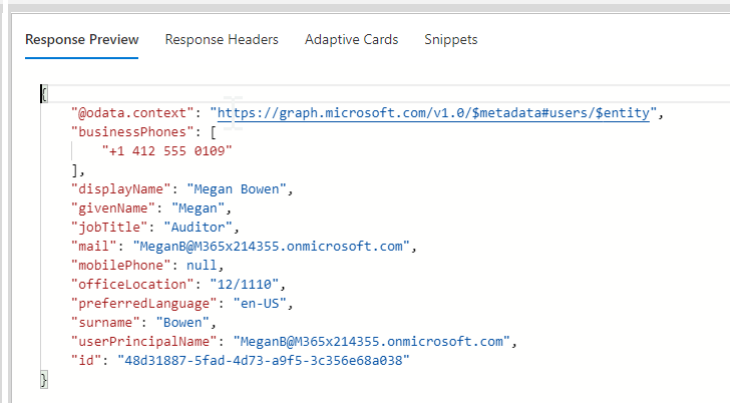 Response Preview Response Headers Adaptive Cards Snippets
{
"@odata.context": "https://graph.microsoft.com/v1.0/$metadata#users/$entity",
"businessPhones": [
"+1 412 555 0109"
],
"displayName": "Megan Bowen",
"givenName": "Megan",
"jobTitle": "Auditor",
"mail": "MeganB@M365x214355.onmicrosoft.com",
"mobilePhone": null,
"officeLocation": "12/1110",
"preferredLanguage": "en-US",
"surname": "Bowen",
"userPrincipalName": "MeganB@M365x214355.onmicrosoft.com",
"id": "48d31887-5fad-4d73-a9f5-3c356e68a038"
}